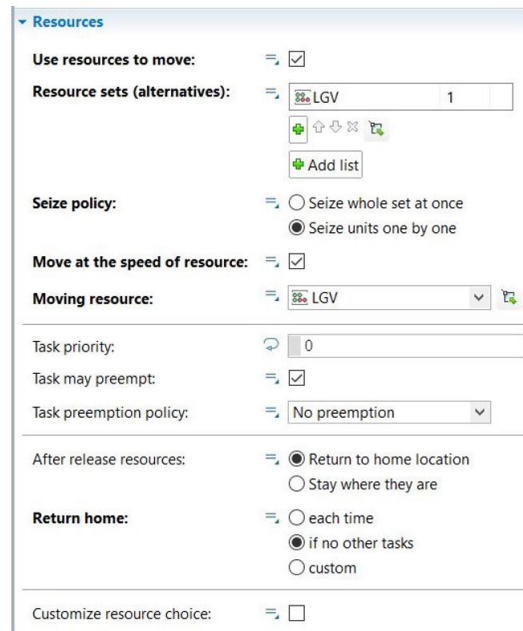 Resources
Use resources to move:
Resource sets (alternatives): LGV 1
Add list
Seize policy: Seize whole set at once
Seize units one by one
Move at the speed of resource:
Moving resource: LGV
Task priority: 0
Task may preempt:
Task preemption policy: No preemption
After release resources: Return to home location
Stay where they are
Return home: each time
if no other tasks
custom
Customize resource choice: